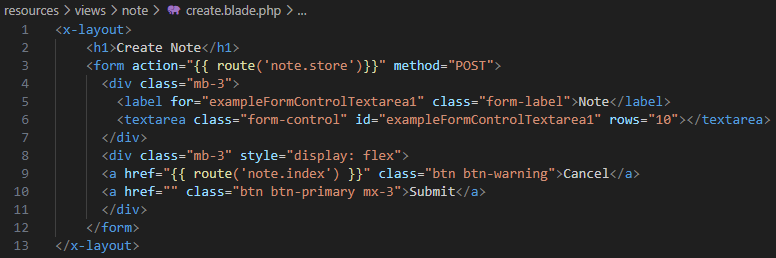 resources > views > note > create.blade.php > ...
1 <x-layout>
2     <h1>Create Note</h1>
3     <form action="{{ route('note.store')}}" method="POST">
4       <div class="mb-3">
5         <label for="exampleFormControlTextarea1" class="form-label">Note</label>
6         <textarea class="form-control" id="exampleFormControlTextarea1" rows="10"></textarea>
7       </div>
8       <div class="mb-3" style="display: flex">
9       <a href="{{ route('note.index') }}" class="btn btn-warning">Cancel</a>
10       <a href="" class="btn btn-primary mx-3">Submit</a>
11       </div>
12     </form>
13 </x-layout>